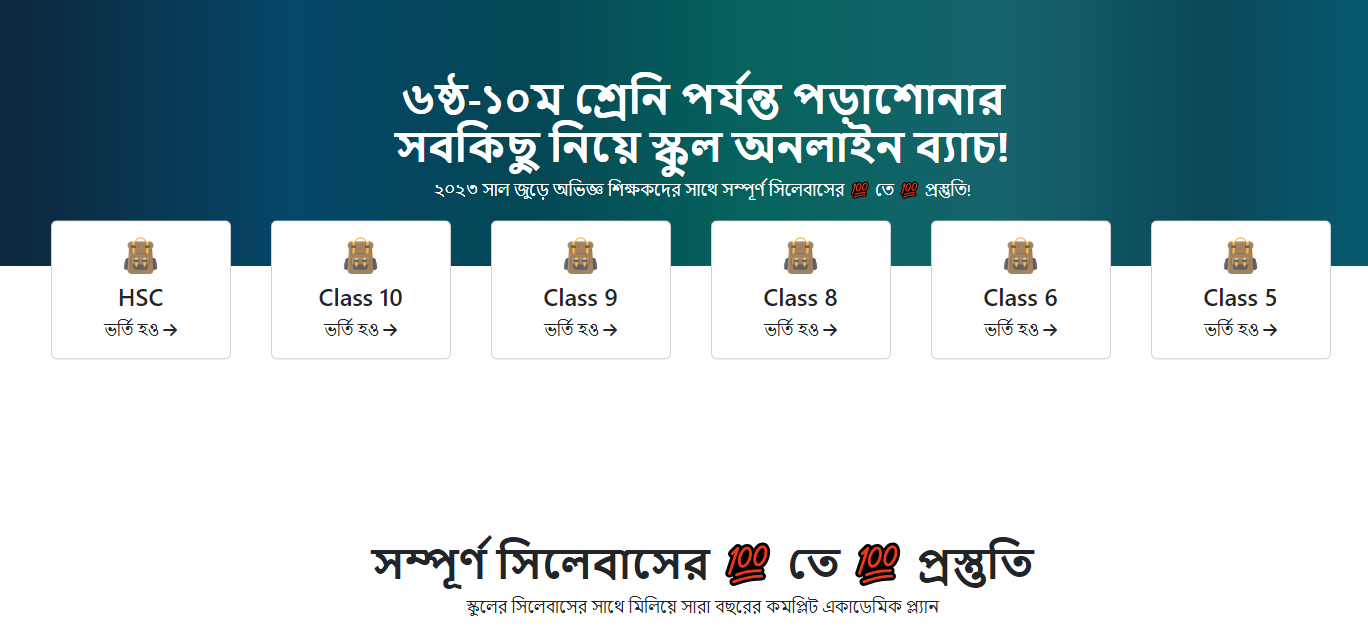 ৬ষ্ঠ-১০ম শ্রেনি পর্যন্ত পড়াশোনার
সবকিছু নিয়ে স্কুল অনলাইন ব্যাচ!
২০২৩ সাল জুড়ে অভিজ্ঞ শিক্ষকদের সাথে সম্পূর্ণ সিলেবাসের 💯 তে 💯 প্রস্তুতি!
HSC
ভর্তি হও →
Class 10
ভর্তি হও →
Class 9
ভর্তি হও →
Class 8
ভর্তি হও →
Class 6
ভর্তি হও →
Class 5
ভর্তি হও →
সম্পূর্ণ সিলেবাসের 💯 তে 💯 প্রস্তুতি
স্কুলের সিলেবাসের সাথে মিলিয়ে সারা বছরের কমপ্লিট একাডেমিক প্ল্যান